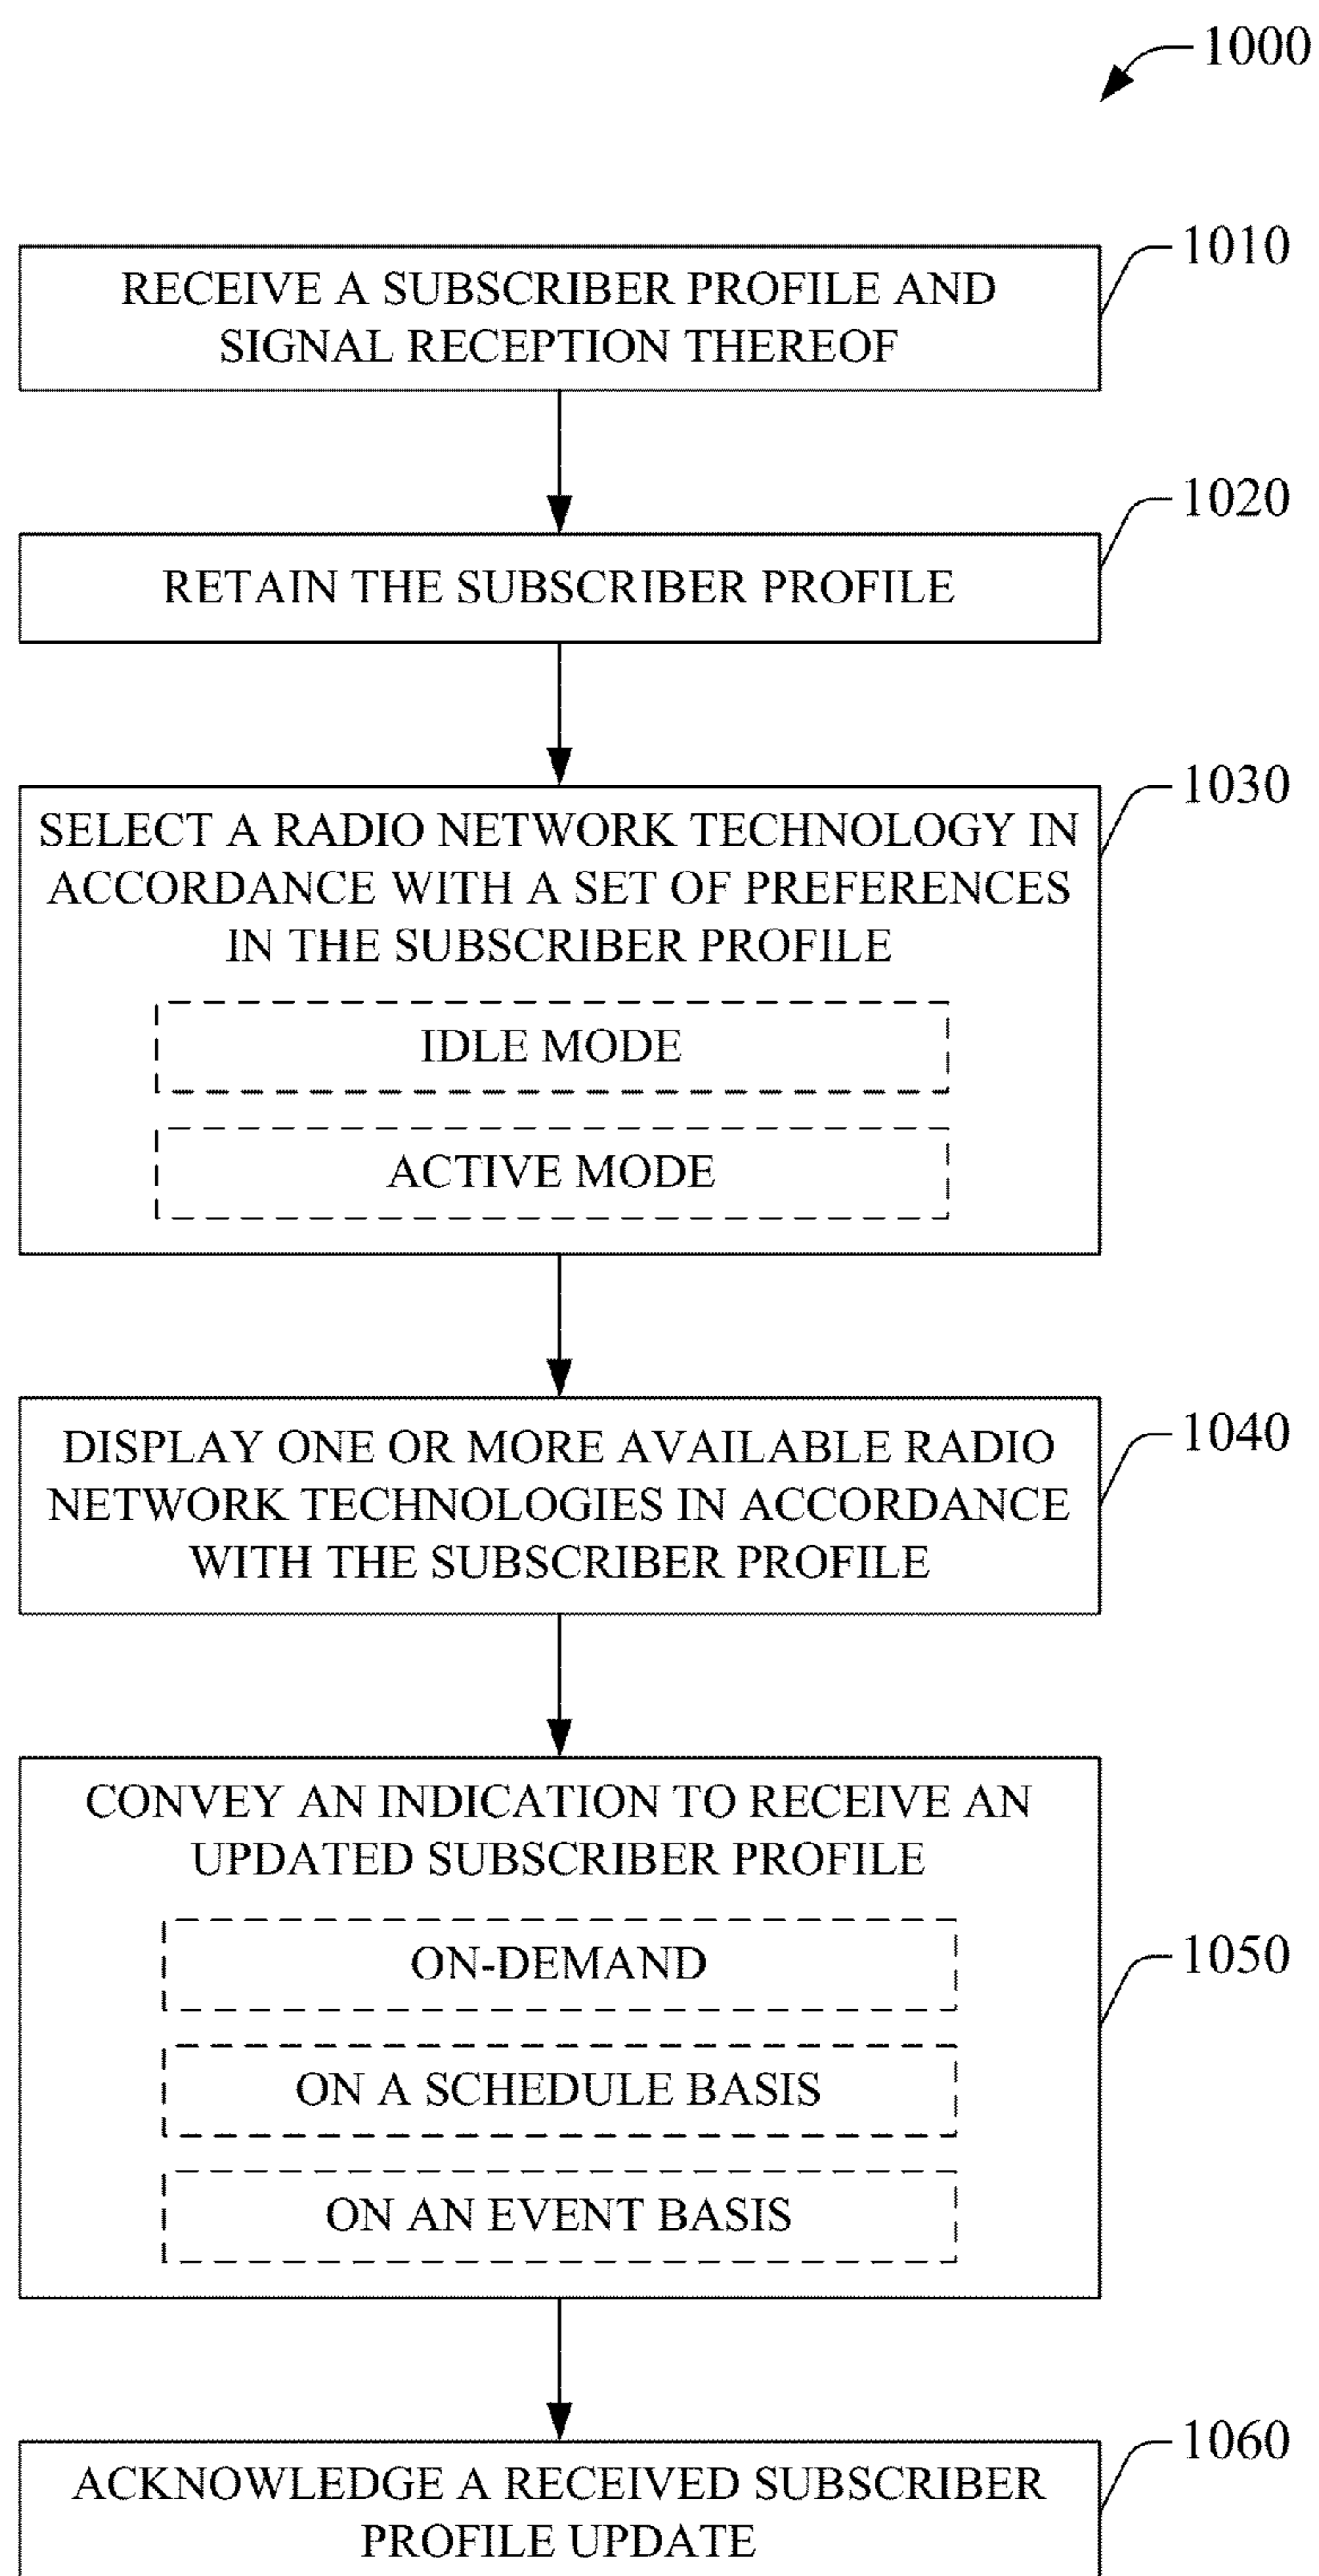 1000
1010
RECEIVE A SUBSCRIBER PROFILE AND
SIGNAL RECEPTION THEREOF
1020
RETAIN THE SUBSCRIBER PROFILE
1030
SELECT A RADIO NETWORK TECHNOLOGY IN
ACCORDANCE WITH A SET OF PREFERENCES
IN THE SUBSCRIBER PROFILE
IDLE MODE
ACTIVE MODE
1040
DISPLAY ONE OR MORE AVAILABLE RADIO
NETWORK TECHNOLOGIES IN ACCORDANCE
WITH THE SUBSCRIBER PROFILE
CONVEY AN INDICATION TO RECEIVE AN
UPDATED SUBSCRIBER PROFILE
1050
ON-DEMAND
ON A SCHEDULE BASIS
ON AN EVENT BASIS
1060
ACKNOWLEDGE A RECEIVED SUBSCRIBER
PROFILE UPDATE